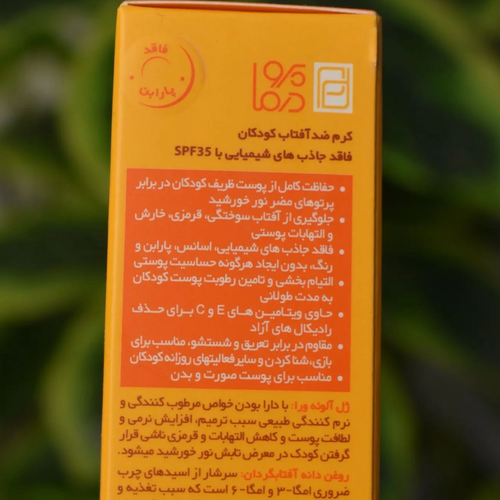 فاقد
پارابن
پرو
درما
کرم ضدآفتاب کودکان
فاقد جاذب های شیمیایی با SPF35
• حفاظت کامل از پوست ظریف کودکان در برابر
پرتوهای مضر نور خورشید
• جلوگیری از آفتاب سوختگی، قرمزی، خارش
و التهابات پوستی
• فاقد جاذب های شیمیایی، اسانس، پارابن و
رنگ، بدون ایجاد هرگونه حساسیت پوستی
• التیام بخشی و تامین رطوبت پوست کودکان
به مدت طولانی
• حاوی ویتامین های E و C برای حذف
رادیکال های آزاد
• مقاوم در برابر تعریق و شستشو، مناسب برای
بازی، شنا کردن و سایر فعالیتهای روزانه کودکان
• مناسب برای پوست صورت و بدن
ژل آلوئه ورا: با دارا بودن خواص مرطوب کنندگی و
نرم کنندگی طبیعی سبب ترمیم، افزایش نرمی و
لطافت پوست و کاهش التهابات و قرمزی ناشی قرار
گرفتن کودک در معرض تابش نور خورشید میشود.
روغن دانه آفتابگردان: سرشار از اسیدهای چرب
ضروری امگا-۳ و امگا-۶ است که سبب تغذیه و